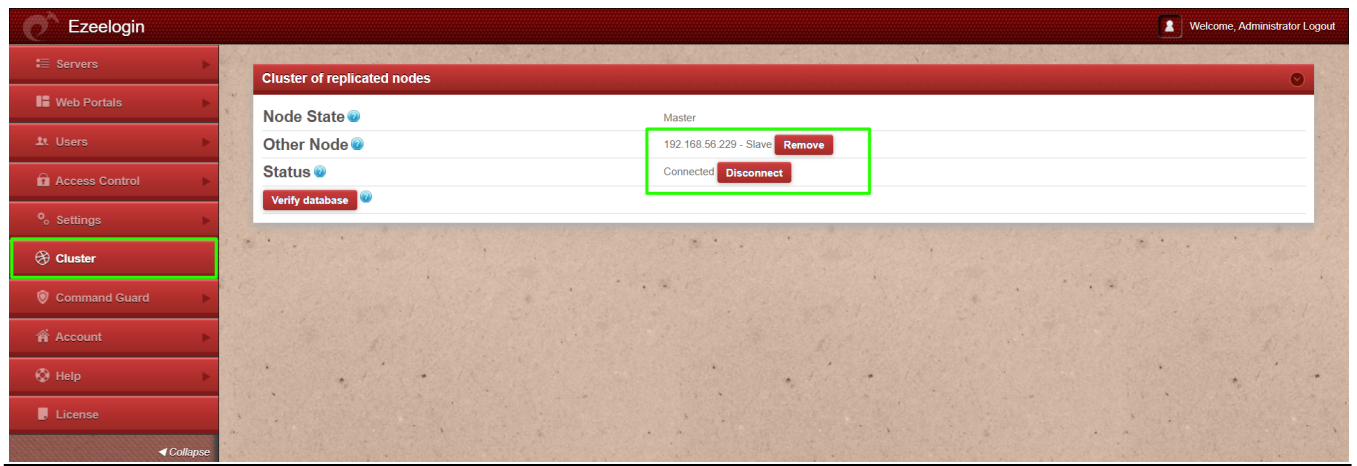 Ezeelogin
Welcome, Administrator Logout
Servers
Web Portals
Users
Access Control
Settings
Cluster
Command Guard
Account
Help
License
Collapse
Cluster of replicated nodes
Node State ? Master
Other Node ? 192.168.56.229 - Slave Remove
Status ? Connected Disconnect
Verify database ?